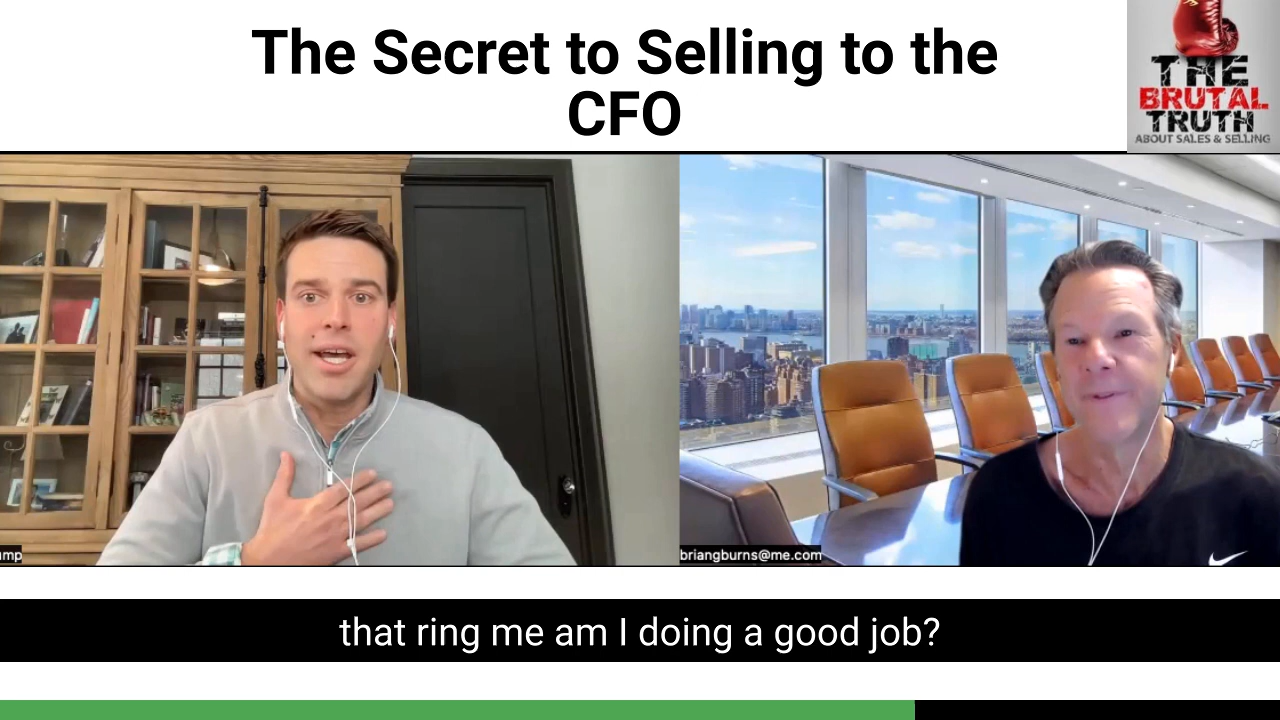 The Secret to Selling to the
CFO
THE
BRUTAL
TRUTH
ABOUT SALES & SELLING
ump
briangburns@me.com
that ring me am I doing a good job?